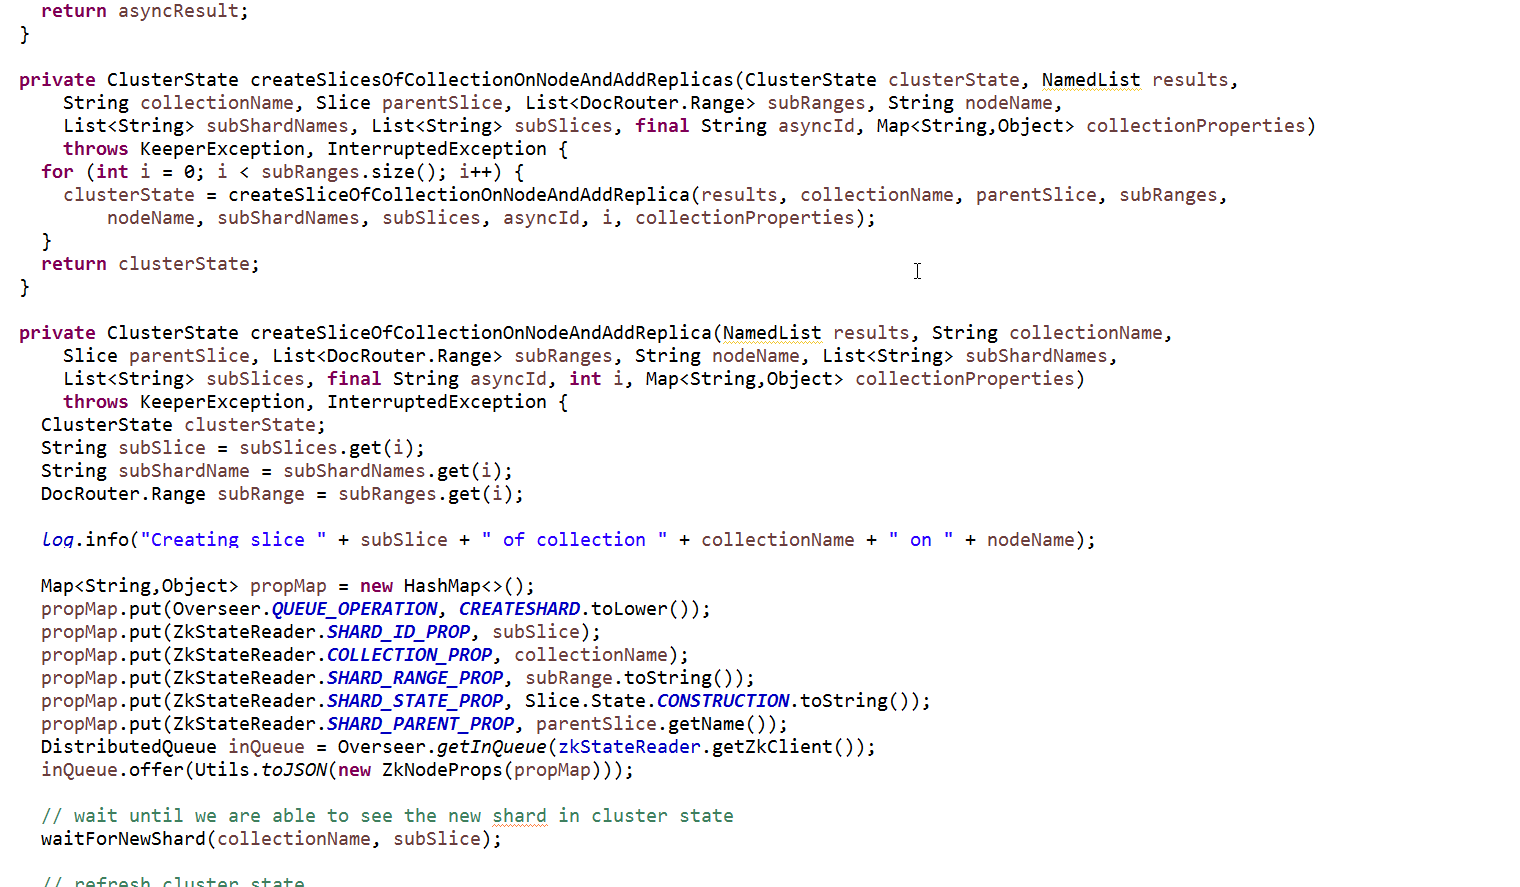 return asyncResult;
}
private ClusterState createSlicesOfCollectionOnNodeAndAddReplicas(ClusterState clusterState, NamedList results,
String collectionName, Slice parentSlice, List<DocRouter.Range> subRanges, String nodeName,
List<String> subShardNames, List<String> subSlices, final String asyncId, Map<String,Object> collectionProperties)
throws KeeperException, InterruptedException {
for (int i = 0; i < subRanges.size(); i++) {
clusterState = createSliceOfCollectionOnNodeAndAddReplica(results, collectionName, parentSlice, subRanges,
nodeName, subShardNames, subSlices, asyncId, i, collectionProperties);
}
return clusterState;
}
private ClusterState createSliceOfCollectionOnNodeAndAddReplica(NamedList results, String collectionName,
Slice parentSlice, List<DocRouter.Range> subRanges, String nodeName, List<String> subShardNames,
List<String> subSlices, final String asyncId, int i, Map<String,Object> collectionProperties)
throws KeeperException, InterruptedException {
ClusterState clusterState;
String subSlice = subSlices.get(i);
String subShardName = subShardNames.get(i);
DocRouter.Range subRange = subRanges.get(i);
log.info("Creating slice " + subSlice + " of collection " + collectionName + " on " + nodeName);
Map<String,Object> propMap = new HashMap<>();
propMap.put(Overseer.QUEUE_OPERATION, CREATESHARD.toLower());
propMap.put(ZkStateReader.SHARD_ID_PROP, subSlice);
propMap.put(ZkStateReader.COLLECTION_PROP, collectionName);
propMap.put(ZkStateReader.SHARD_RANGE_PROP, subRange.toString());
propMap.put(ZkStateReader.SHARD_STATE_PROP, Slice.State.CONSTRUCTION.toString());
propMap.put(ZkStateReader.SHARD_PARENT_PROP, parentSlice.getName());
DistributedQueue inQueue = Overseer.getInQueue(zkStateReader.getZkClient());
inQueue.offer(Utils.toJSON(new ZkNodeProps(propMap)));
// wait until we are able to see the new shard in cluster state
waitForNewShard(collectionName, subSlice);
// refresh cluster state